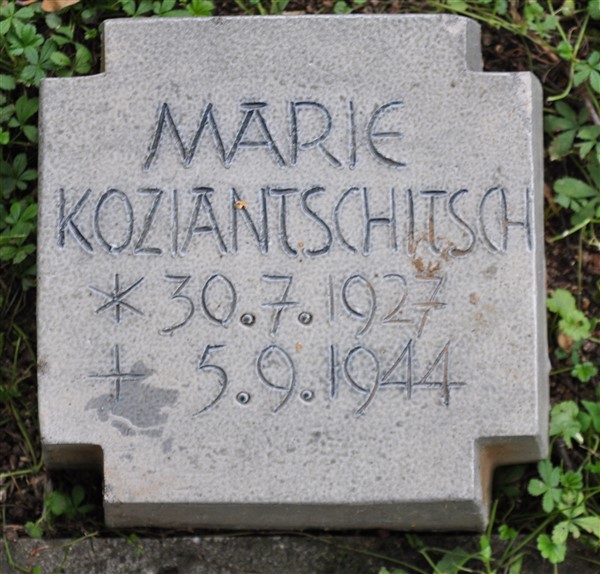 MARIE
KOZIANTSCHITSCH
* 30.7.1927
+ 5.9.1944